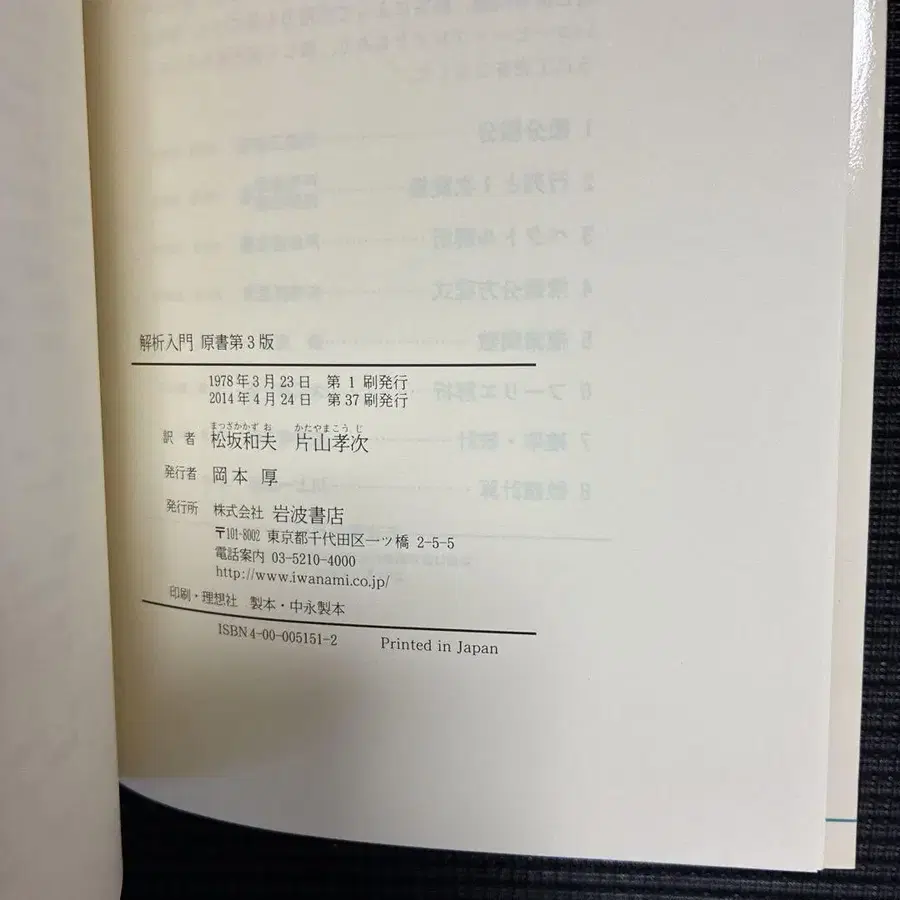 解析入門 原書第3版
1978年3月23日 第1刷発行
2014年4月24日 第37刷発行
まつざかかずお かたやまこうじ
訳者 松坂和夫 片山孝次
発行者 岡本厚
発行所 株式会社 岩波書店
〒101-8002 東京都千代田区一ツ橋 2-5-5
電話案内 03-5210-4000
http://www.iwanami.co.jp/
印刷・理想社 製本・中永製本
ISBN4-00-005151-2 Printed in Japan